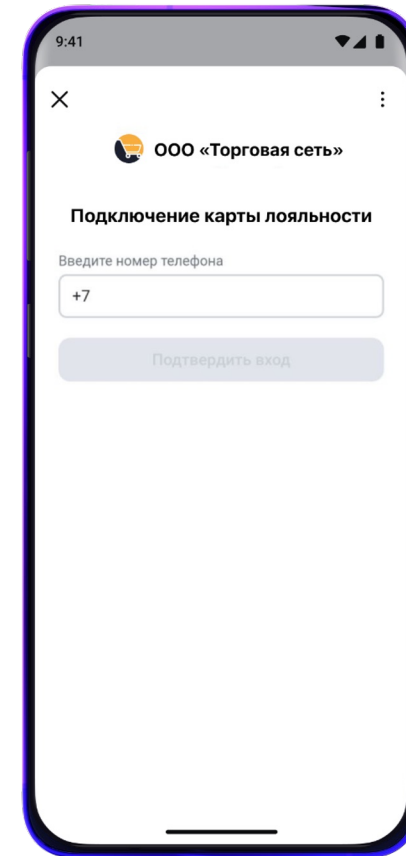 9:41
ООО «Торговая сеть»
Подключение карты лояльности
Введите номер телефона
+7
Подтвердить вход